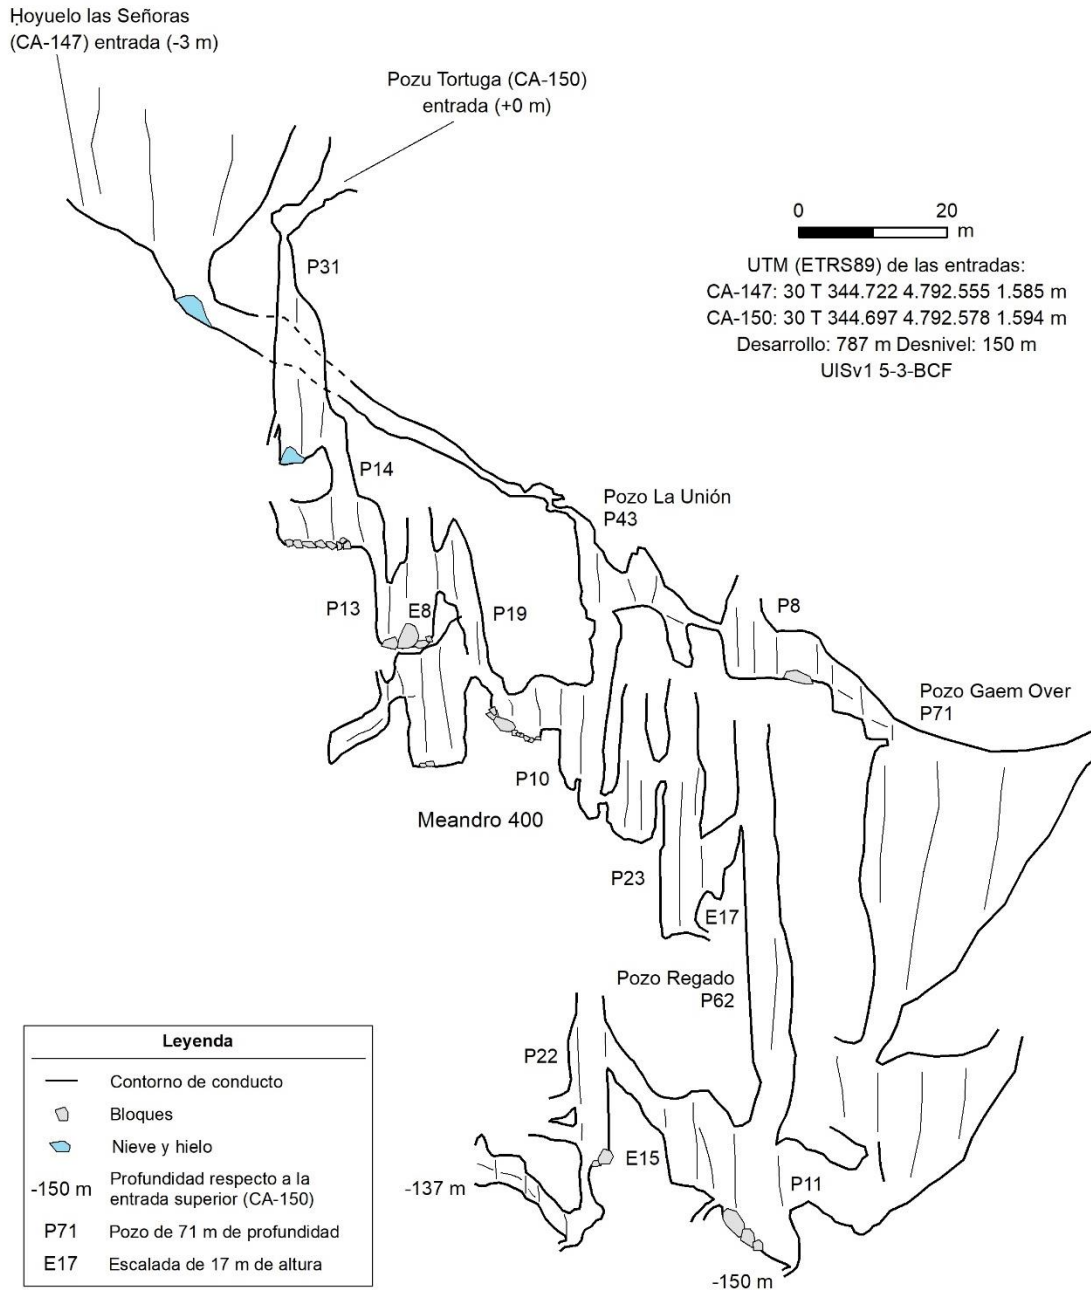 Hoyuelo las Señoras
(CA-147) entrada (-3 m)
Pozu Tortuga (CA-150)
entrada (+0 m)
0 20
m
UTM (ETRS89) de las entradas:
CA-147: 30 T 344.722 4.792.555 1.585 m
CA-150: 30 T 344.697 4.792.578 1.594 m
Desarrollo: 787 m Desnivel: 150 m
UISv1 5-3-BCF
P31
P14
Pozo La Unión
P43
P13
E8
P19
P8
Pozo Gaem Over
P71
P10
Meandro 400
P23
E17
Pozo Regado
P62
P22
E15
-137 m
P11
-150 m
Leyenda
Contorno de conducto
Bloques
Nieve y hielo
-150 m Profundidad respecto a la
entrada superior (CA-150)
P71 Pozo de 71 m de profundidad
E17 Escalada de 17 m de altura